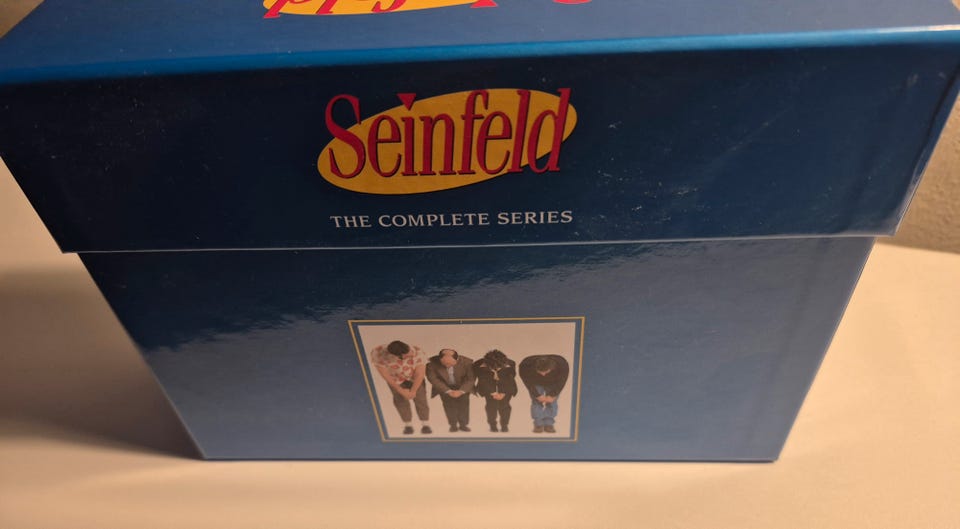 Seinfeld
THE COMPLETE SERIES